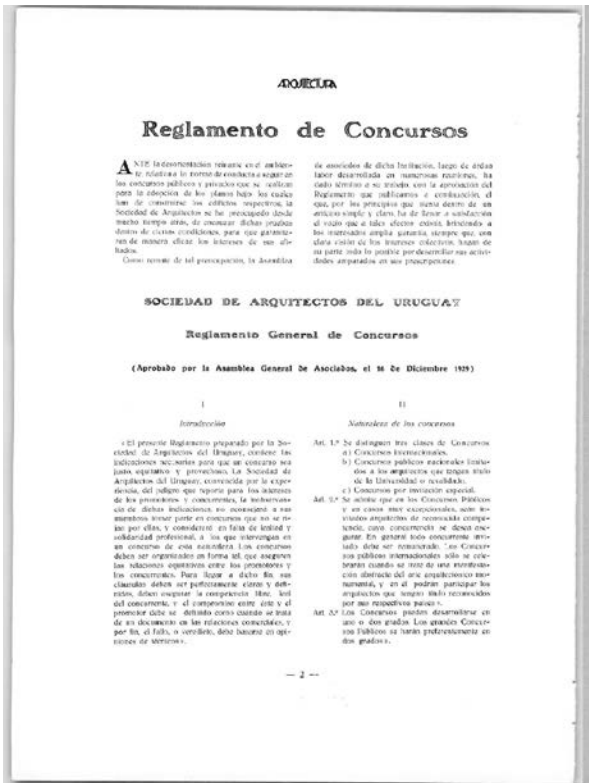 ARQUITECTURA
Reglamento de Concursos
ANTE la desorientación reinante en el ambien-
te, relativa a la norma de conducta a seguir en
los concursos públicos y privados que se realizan
para la adopción de los planos bajo los cuales
han de construirse los edificios respectivos, la
Sociedad de Arquitectos se ha preocupado desde
mucho tiempo atrás, de encauzar dichas pruebas
dentro de ciertas condiciones, para que garanti-
ran de manera eficaz los intereses de sus afi-
liados.
Como remate de tal preocupación, la Asamblea
de asociados de dicha Institución, luego de árdua
labor desarrollada en numerosas reuniones, ha
dado término a su trabajo, con la aprobación del
Reglamento que publicamos a continuación, el
que, por los principios que sienta dentro de un
articulo simple y claro, ha de llenar a satisfacción
el vacío que a tales efectos existía, brindando a
los interesados amplia garantía, siempre que, con
clara visión de los intereses colectivos, hagan de
su parte todo lo posible por desarrollar sus activi-
dades amparados en sus prescripciones.
SOCIEDAD DE ARQUITECTOS DEL URUGUAY
Reglamento General de Concursos
(Aprobado por la Asamblea General de Asociados, el 16 de Diciembre 1929)
I
Introducción
«El presente Reglamento preparado por la So-
ciedad de Arquitectos del Uruguay, contiene las
indicaciones necesarias para que un concurso sea
justo, equitativo y provechoso. La Sociedad de
Arquitectos del Uruguay, convencida por la expe-
riencia, del peligro que reporta para los intereses
de los promotores y concurrentes, la inobservan-
cia de dichas indicaciones, no aconsejará a sus
miembros tomar parte en concursos que no se ri-
jan por ellas, y considerará en falta de lealtad y
solidaridad profesional, a los que intervengan en
un concurso de esta naturaleza. Los concursos
deben ser organizados en forma tal, que aseguren
las relaciones equitativas entre los promotores y
los concurrentes. Para llegar a dicho fin, sus
cláusulas deben ser perfectamente claras y defi-
nidas, deben asegurar la competencia libre, leal
del concurrente, y el compromiso entre éste y el
promotor debe ser definido como cuando se trata
de un documento en las relaciones comerciales, y
por fin, el fallo, o veredicto, debe basarse en opi-
niones de técnicos».
II
Naturaleza de los concursos
Art. 1.º Se distinguen tres clases de Concursos
a) Concursos internacionales.
b) Concursos públicos nacionales limita-
dos a los arquitectos que tengan título
de la Universidad o revalidado.
c) Concursos por invitación especial.
Art. 2.º Se admite que en los Concursos Públicos
y en casos muy excepcionales, sean in-
vitados arquitectos de reconocida compe-
tencia, cuya concurrencia se desea ase-
gurar. En general todo concurrente invi-
tado debe ser remunerado. Los Concur-
sos públicos internacionales sólo se cele-
brarán cuando se trate de una manifesta-
ción abstracta del arte arquitectónico mo-
numental, y en él podrán participar los
arquitectos que tengan título reconocidos
por sus respectivos países».
Art. 3.º Los Concursos pueden desarrollarse en
uno o dos grados. Los grandes Concur-
sos Públicos se harán preferentemente en
dos grados».
— 2 —